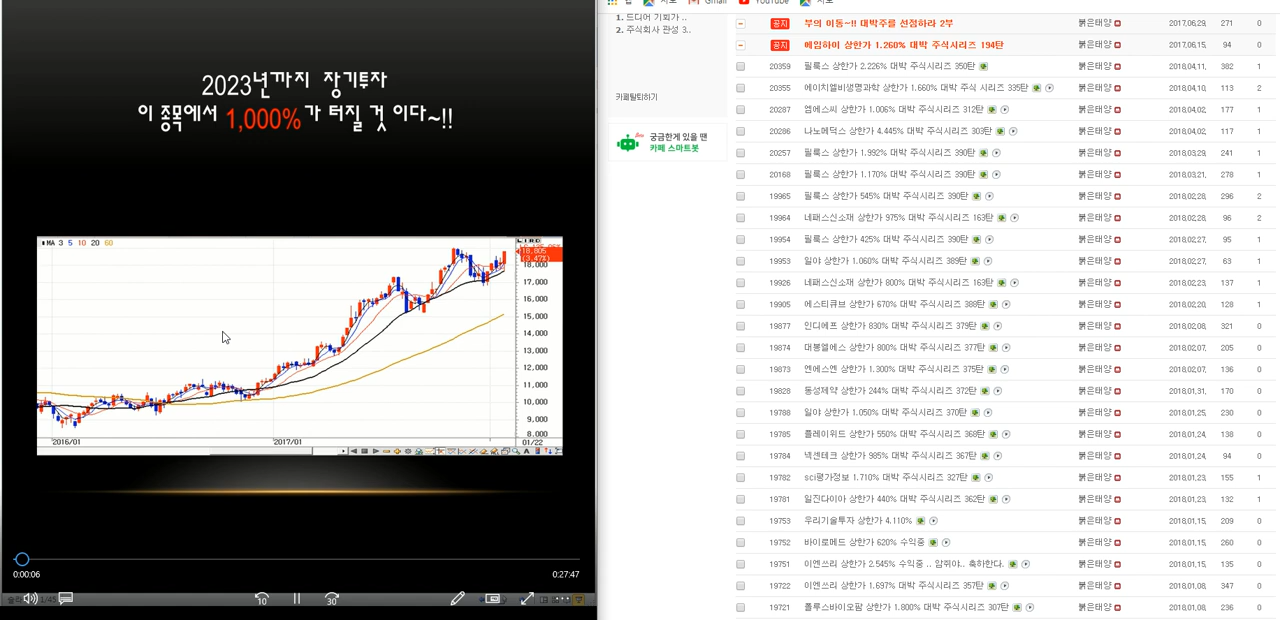 2023년까지 장기투자
이 종목에서 1,000% 가 터질 것 이다~!!
MA 3 5 10 20 60
18,805
(3.47%)
18,000
17,000
16,000
15,000
14,000
13,000
12,000
11,000
10,000
9,000
8,000
2016/01 2017/01 01/22
0:00:06 0:27:47
10 30
Gmail YouTube
1. 드디어 기회가 ..
2. 주식회사 관성 3..
카페탈퇴하기
궁금한게 있을 땐
카페 스마트봇
공지 부의 이동~!! 대박주를 선점하라 2부 붉은태양 2017.06.29. 271 0
공지 에임하이 상한가 1.260% 대박 주식시리즈 194탄 붉은태양 2017.06.15. 94 0
20359 필룩스 상한가 2.226% 대박 주식시리즈 350탄 붉은태양 2018.04.11. 382 1
20355 에이치엘비생명과학 상한가 1.660% 대박 주식 시리즈 335탄 붉은태양 2018.04.10. 113 2
20287 엠에스씨 상한가 1.006% 대박 주식시리즈 312탄 붉은태양 2018.04.02. 177 1
20286 나노메딕스 상한가 4.445% 대박 주식시리즈 303탄 붉은태양 2018.04.02. 117 1
20257 필룩스 상한가 1.992% 대박 주식시리즈 390탄 붉은태양 2018.03.29. 241 1
20168 필룩스 상한가 1.170% 대박 주식시리즈 390탄 붉은태양 2018.03.21. 278 1
19965 필룩스 상한가 545% 대박 주식시리즈 390탄 붉은태양 2018.02.28. 296 2
19964 네패스신소재 상한가 975% 대박 주식시리즈 163탄 붉은태양 2018.02.28. 96 2
19954 필룩스 상한가 425% 대박 주식시리즈 390탄 붉은태양 2018.02.27. 95 1
19953 일야 상한가 1.060% 대박 주식시리즈 389탄 붉은태양 2018.02.27. 63 1
19926 네패스신소재 상한가 800% 대박 주식시리즈 163탄 붉은태양 2018.02.23. 137 1
19905 에스티큐브 상한가 670% 대박 주식시리즈 388탄 붉은태양 2018.02.20. 128 1
19877 인디에프 상한가 830% 대박 주식시리즈 379탄 붉은태양 2018.02.08. 321 0
19874 대봉엘에스 상한가 800% 대박 주식시리즈 377탄 붉은태양 2018.02.07. 205 0
19873 엔에스엔 상한가 1.300% 대박 주식시리즈 375탄 붉은태양 2018.02.07. 136 0
19828 동성제약 상한가 244% 대박 주식시리즈 372탄 붉은태양 2018.01.31. 170 0
19788 일야 상한가 1.050% 대박 주식시리즈 370탄 붉은태양 2018.01.25. 230 0
19785 플레이위드 상한가 550% 대박 주식시리즈 368탄 붉은태양 2018.01.24. 138 0
19784 넥센테크 상한가 985% 대박 주식시리즈 367탄 붉은태양 2018.01.24. 94 0
19782 sci평가정보 1.710% 대박 주식시리즈 327탄 붉은태양 2018.01.23. 155 1
19781 일진다이아 상한가 440% 대박 주식시리즈 362탄 붉은태양 2018.01.23. 132 1
19753 우리기술투자 상한가 4.110% 붉은태양 2018.01.15. 209 0
19752 바이로메드 상한가 620% 수익중 붉은태양 2018.01.15. 260 0
19751 이엔쓰리 상한가 2.545% 수익중 .. 압쥐야.. 축하한다. 붉은태양 2018.01.15. 135 0
19722 이엔쓰리 상한가 1.697% 대박 주식시리즈 357탄 붉은태양 2018.01.08. 347 0
19721 플루스바이오팜 상한가 1.800% 대박 주식시리즈 307탄 붉은태양 2018.01.08. 236 0